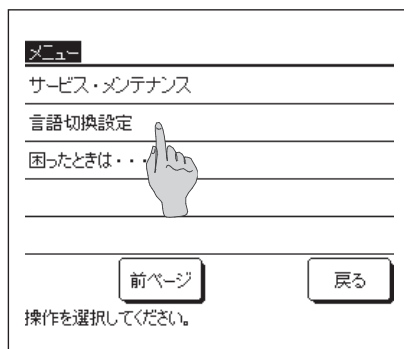 メニュー
サービス・メンテナンス
言語切換設定
困ったときは・・・
前ページ
戻る
操作を選択してください。